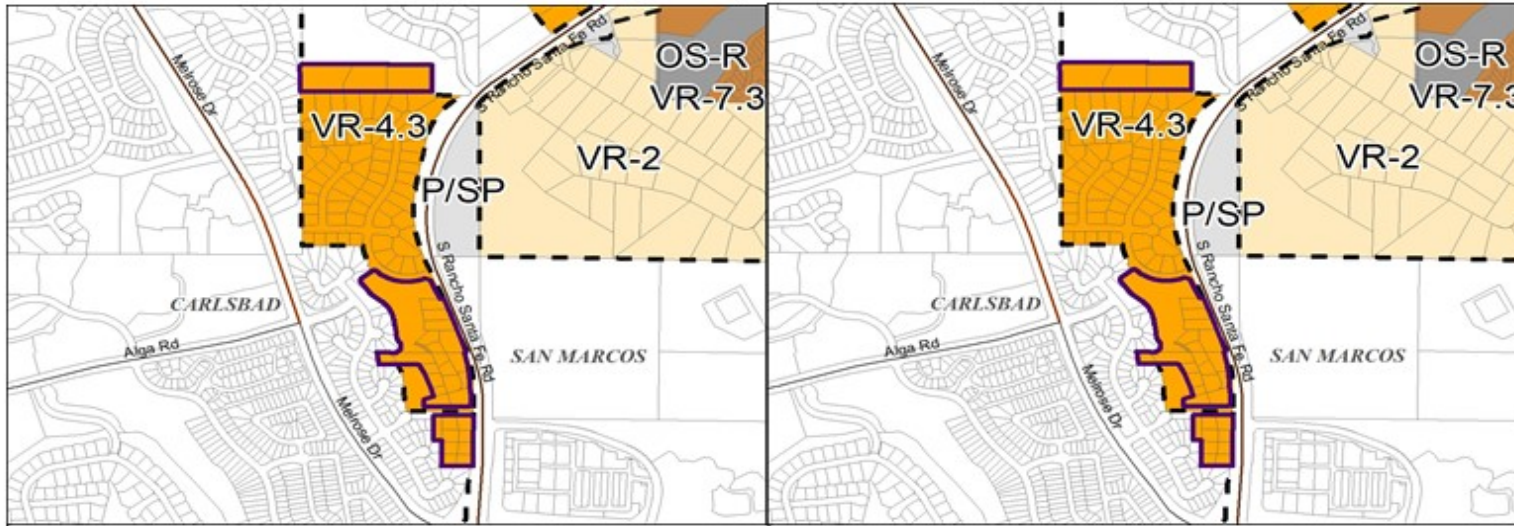 Melrose Dr
S Rancho Santa Fe Rd
OS-R
VR-7.3
VR-4.3
VR-2
P/SP
S Rancho Santa Fe Rd
CARLSBAD
Alga Rd
SAN MARCOS
Melrose Dr
Melrose Dr
S Rancho Santa Fe Rd
OS-R
VR-7.3
VR-4.3
VR-2
P/SP
S Rancho Santa Fe Rd
CARLSBAD
Alga Rd
SAN MARCOS
Melrose Dr